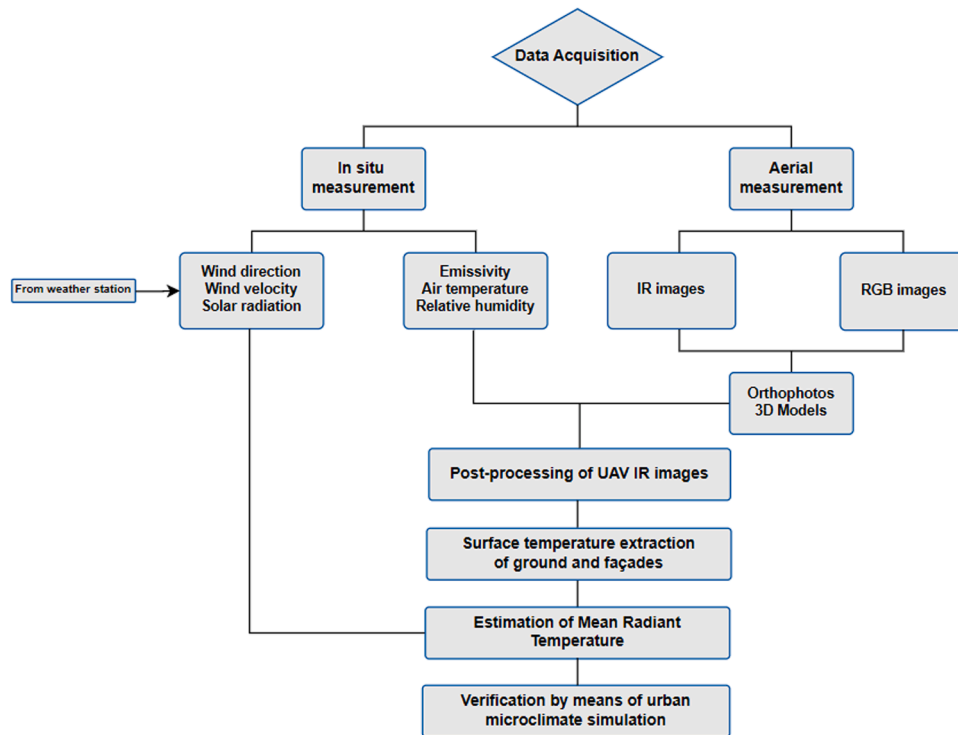 Data Acquisition
In situ
measurement
Aerial
measurement
From weather station
Wind direction
Wind velocity
Solar radiation
Emissivity
Air temperature
Relative humidity
IR images
RGB images
Orthophotos
3D Models
Post-processing of UAV IR images
Surface temperature extraction
of ground and façades
Estimation of Mean Radiant
Temperature
Verification by means of urban
microclimate simulation